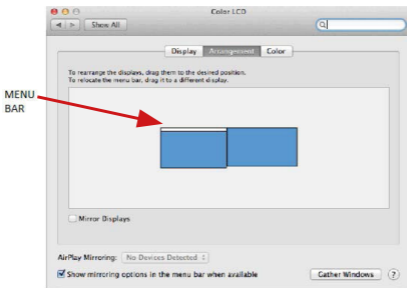 Color LCD
Show All
Display Arrangement Color
To rearrange the displays, drag them to the desired position.
To relocate the menu bar, drag it to a different display.
MENU
BAR
Mirror Displays
AirPlay Mirroring: No Devices Detected
Show mirroring options in the menu bar when available
Gather Windows ?